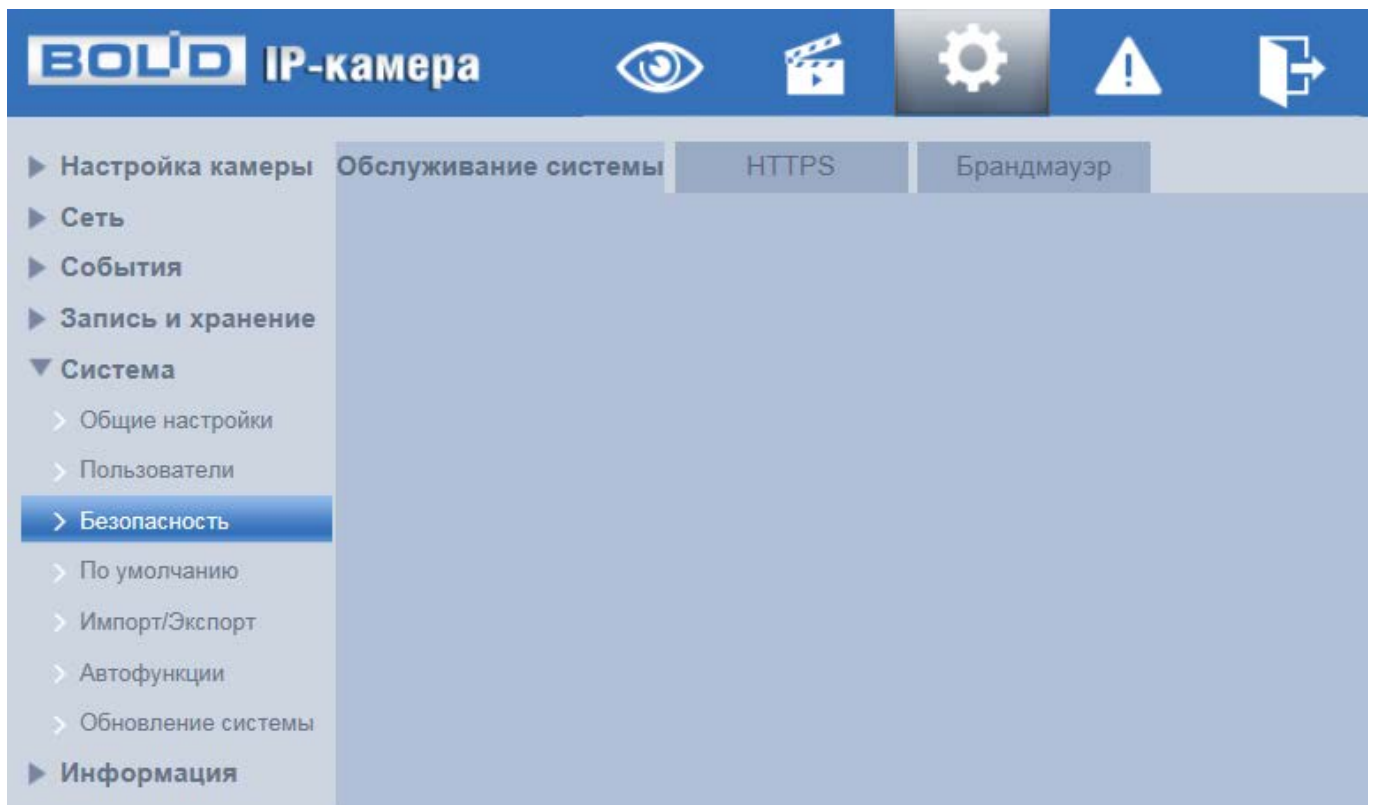 BOLID IP-камера
Настройка камеры
Обслуживание системы
HTTPS
Брандмауэр
Сеть
События
Запись и хранение
Система
Общие настройки
Пользователи
Безопасность
По умолчанию
Импорт/Экспорт
Автофункции
Обновление системы
Информация